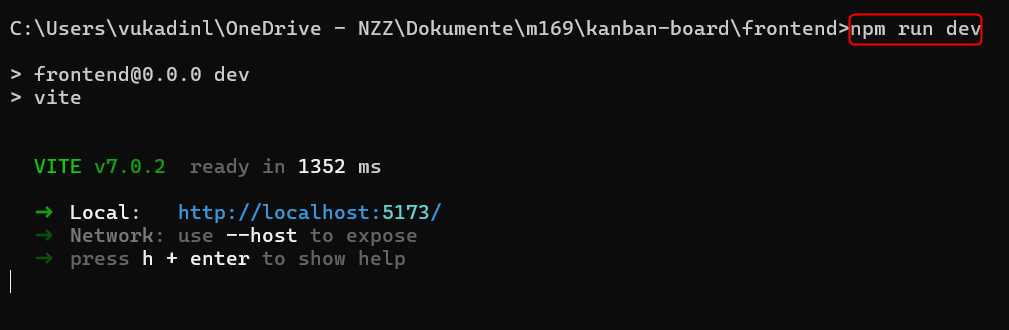 C:\Users\vukadinl\OneDrive - NZZ\Dokumente\m169\kanban-board\frontend>npm run dev
> frontend@0.0.0 dev
> vite
VITE v7.0.2  ready in 1352 ms
➜  Local:   http://localhost:5173/
➜  Network: use --host to expose
➜  press h + enter to show help